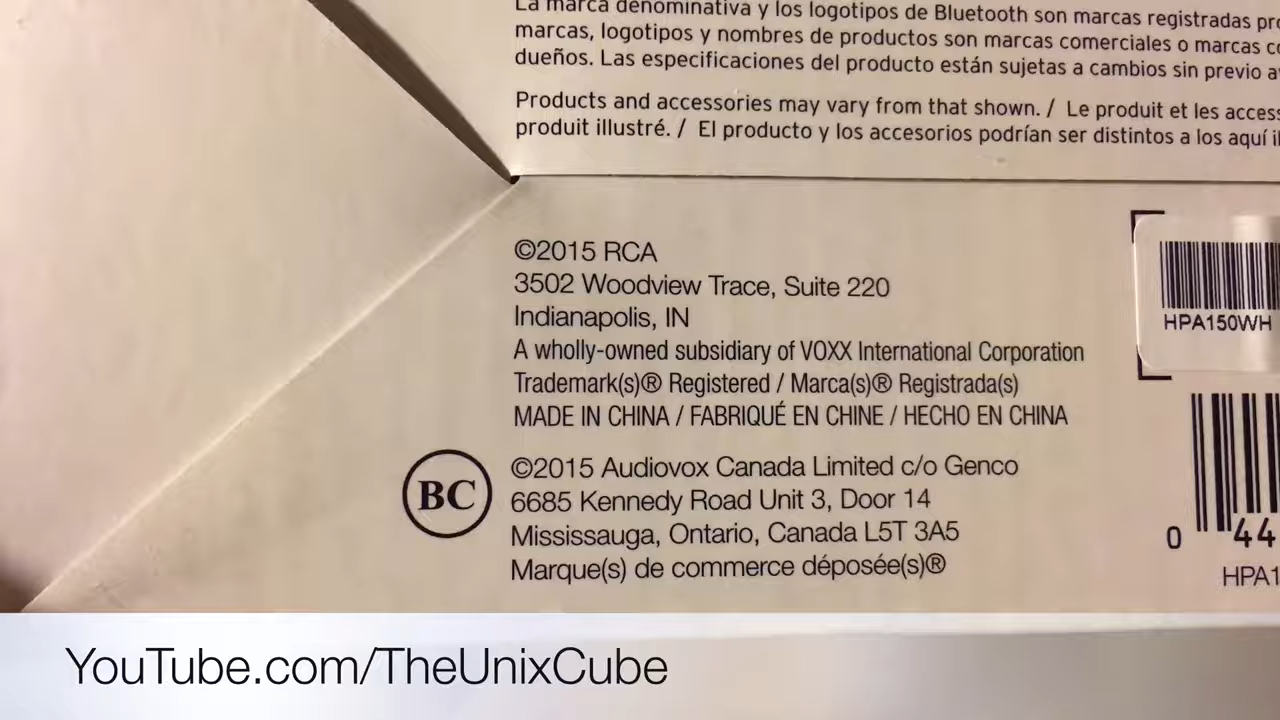 La marca denominativa y los logotipos de Bluetooth son marcas registradas
marcas, logotipos y nombres de productos son marcas comerciales o marcas
dueños. Las especificaciones del producto están sujetas a cambios sin previo
Products and accessories may vary from that shown. / Le produit et les
produit illustré. / El producto y los accesorios podrían ser distintos a los aquí
©2015 RCA
3502 Woodview Trace, Suite 220
Indianapolis, IN
A wholly-owned subsidiary of VOXX International Corporation
Trademark(s)® Registered / Marca(s)® Registrada(s)
MADE IN CHINA / FABRIQUÉ EN CHINE / HECHO EN CHINA
HPA150WH
BC
©2015 Audiovox Canada Limited c/o Genco
6685 Kennedy Road Unit 3, Door 14
Mississauga, Ontario, Canada L5T 3A5
Marque(s) de commerce déposée(s)®
0 44
HPA1
YouTube.com/TheUnixCube